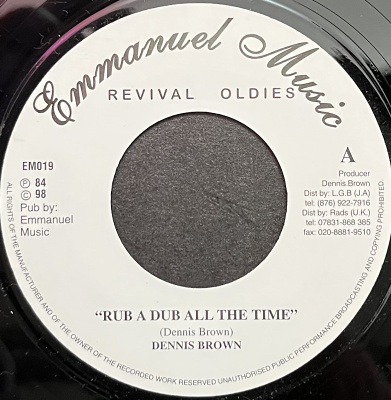 Emmanuel Music
REVIVAL OLDIES
EM019
℗ 84
© 98
Pub by:
Emmanuel
Music
A
Producer
Dennis.Brown
Dist by: L.G.B (J.A)
tel: (876) 922-7916
Dist by: Rads (U.K.)
tel: 07831-868 385
fax: 020-8881-9510
"RUB A DUB ALL THE TIME"
(Dennis Brown)
DENNIS BROWN
ALL RIGHTS OF THE MANUFACTURER AND OF THE OWNER OF THE RECORDED WORK RESERVED UNAUTHORISED PUBLIC PERFORMANCE BROADCASTING AND COPYING PROHIBITED